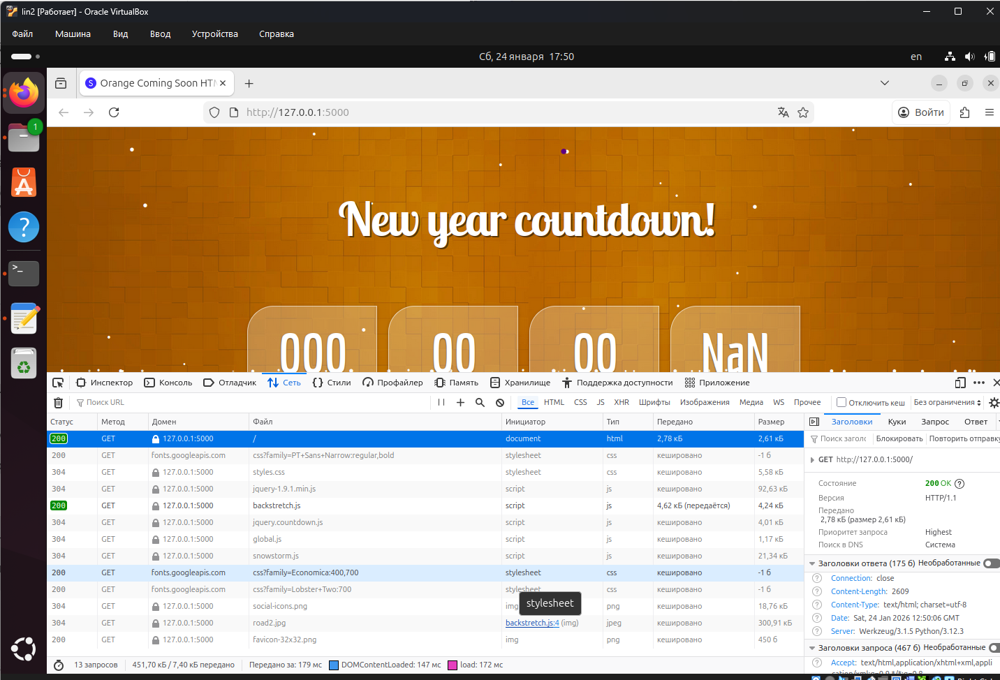 lin2 [Работает] - Oracle VirtualBox
Файл Машина Вид Ввод Устройства Справка
Сб, 24 января 17:50 en
1
S Orange Coming Soon HTM
http://127.0.0.1:5000 Войти
New year countdown!
000 00 00 NaN
Инспектор Консоль Отладчик Сеть Стили Профайлер Память Хранилище Поддержка доступности Приложение
Поиск URL Все HTML CSS JS XHR Шрифты Изображения Медиа WS Прочее Отключить кеш Без ограничения
Статус Метод Домен Файл Инициатор Тип Передано Размер
200 GET 127.0.0.1:5000 / document html 2,78 кБ 2,61 кБ
200 GET fonts.googleapis.com css?family=PT+Sans+Narrow:regular,bold stylesheet css кешировано -1 б
304 GET 127.0.0.1:5000 styles.css stylesheet css кешировано 5,58 кБ
304 GET 127.0.0.1:5000 jquery-1.9.1.min.js script js кешировано 92,63 кБ
200 GET 127.0.0.1:5000 backstretch.js script js 4,62 кБ (передаётся) 4,24 кБ
304 GET 127.0.0.1:5000 jquery.countdown.js script js кешировано 4,01 кБ
304 GET 127.0.0.1:5000 global.js script js кешировано 1,17 кБ
304 GET 127.0.0.1:5000 snowstorm.js script js кешировано 21,34 кБ
200 GET fonts.googleapis.com css?family=Economica:400,700 stylesheet css кешировано -1 б
200 GET fonts.googleapis.com css?family=Lobster+Two:700 stylesheet css кешировано -1 б
304 GET 127.0.0.1:5000 social-icons.png img png кешировано 18,76 кБ
stylesheet
304 GET 127.0.0.1:5000 road2.jpg backstretch.js:4 (img) jpeg кешировано 300,91 кБ
200 GET 127.0.0.1:5000 favicon-32x32.png img png кешировано 450 б
13 запросов 451,70 кБ / 7,40 кБ передано Передано за: 179 мс DOMContentLoaded: 147 мс load: 172 мс
Заголовки Куки Запрос Ответ
Поиск заголо Блокировать Повторить отправку
GET http://127.0.0.1:5000/
Состояние 200 OK
Версия HTTP/1.1
Передано
2,78 кБ (размер 2,61 кБ)
Приоритет запроса Highest
Поиск в DNS Система
Заголовки ответа (175 б) Необработанные
Connection: close
Content-Length: 2609
Content-Type: text/html; charset=utf-8
Date: Sat, 24 Jan 2026 12:50:06 GMT
Server: Werkzeug/3.1.5 Python/3.12.3
Заголовки запроса (467 б) Необработанные
Accept: text/html,application/xhtml+xml,appli